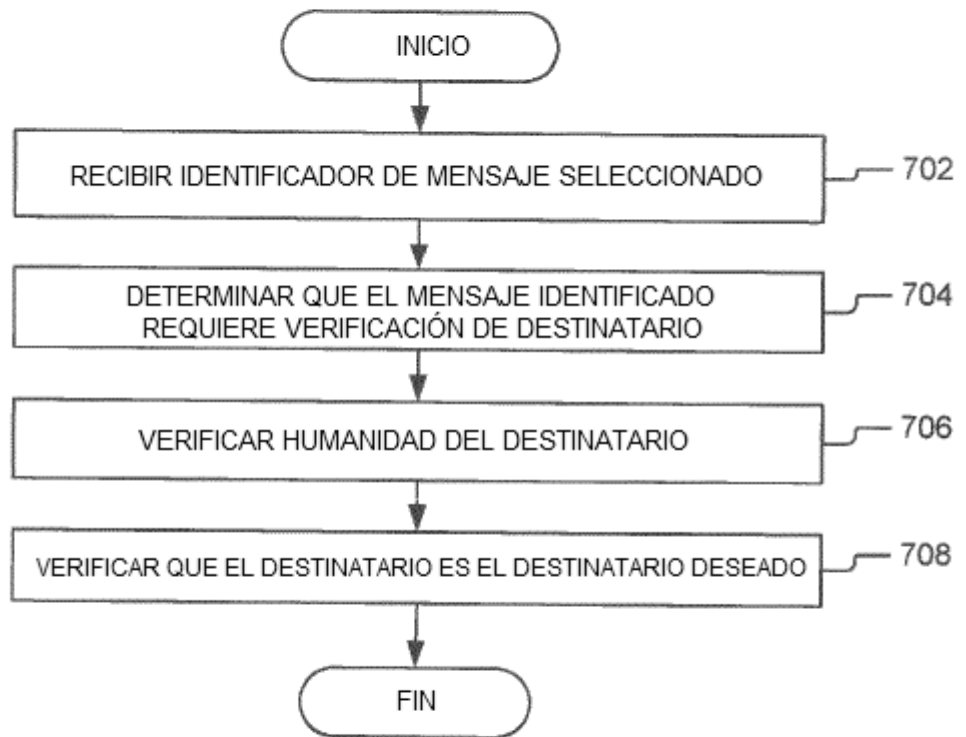 INICIO
RECIBIR IDENTIFICADOR DE MENSAJE SELECCIONADO
702
DETERMINAR QUE EL MENSAJE IDENTIFICADO
REQUIERE VERIFICACIÓN DE DESTINATARIO
704
VERIFICAR HUMANIDAD DEL DESTINATARIO
706
VERIFICAR QUE EL DESTINATARIO ES EL DESTINATARIO DESEADO
708
FIN